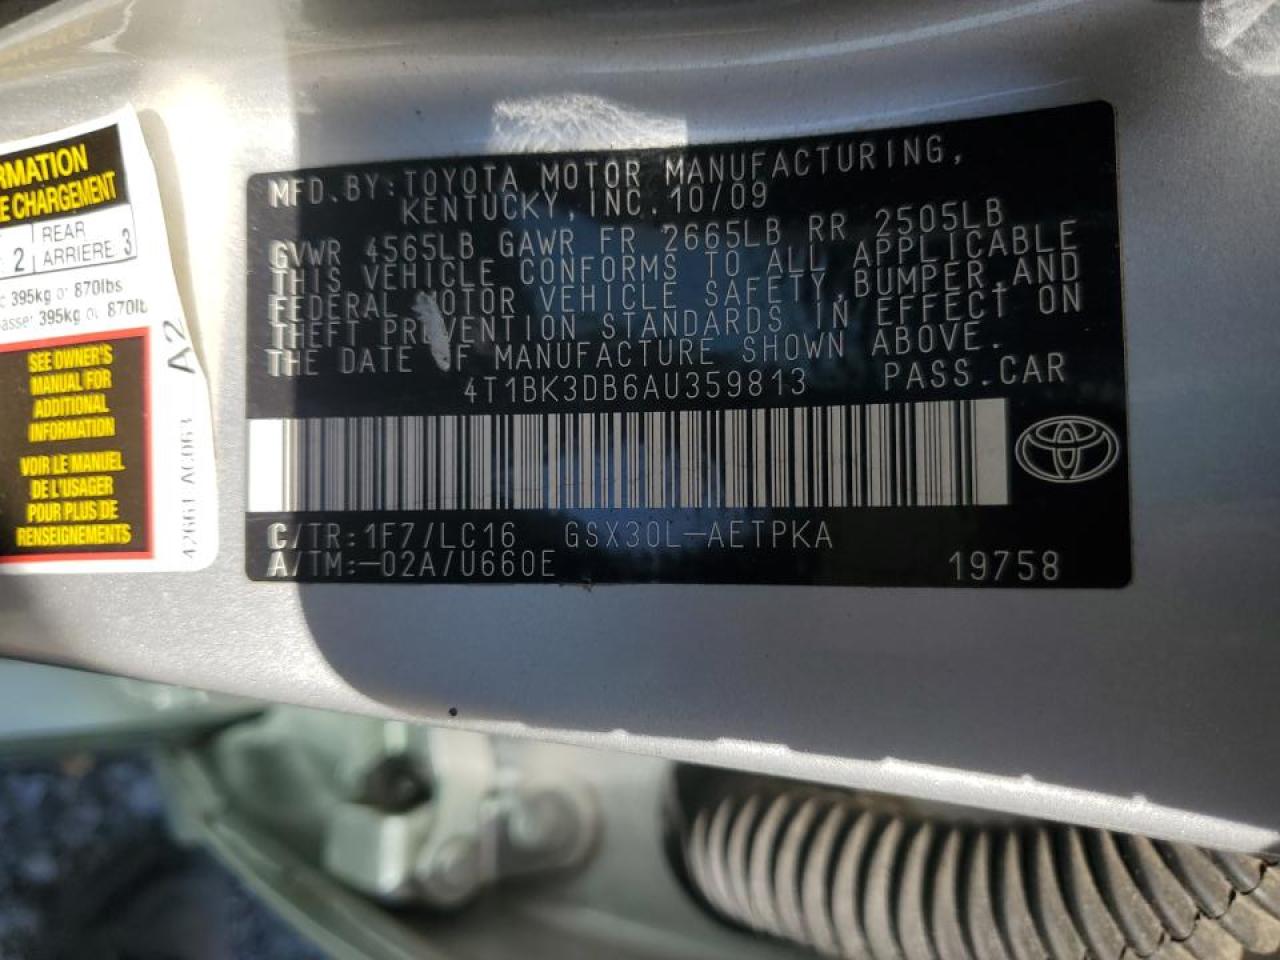 RMATION
E CHARGEMENT
2 REAR ARRIERE 3
395kg or 870lbs
395kg ou 870lb
SEE OWNER'S
MANUAL FOR
ADDITIONAL
INFORMATION
VOIR LE MANUEL
DE L'USAGER
POUR PLUS DE
RENSEIGNEMENTS
A2
42661 AC063
MFD.BY:TOYOTA MOTOR MANUFACTURING,
KENTUCKY, INC. 10/09
GVWR 4565LB GAWR FR 2665LB RR 2505LB
THIS VEHICLE CONFORMS TO ALL APPLICABLE
FEDERAL MOTOR VEHICLE SAFETY, BUMPER, AND
THEFT PREVENTION STANDARDS IN EFFECT ON
THE DATE OF MANUFACTURE SHOWN ABOVE.
4T1BK3DB6AU359813 PASS.CAR
C/TR:1F7/LC16 GSX30L-AETPKA
A/TM:-02A/U660E 19758